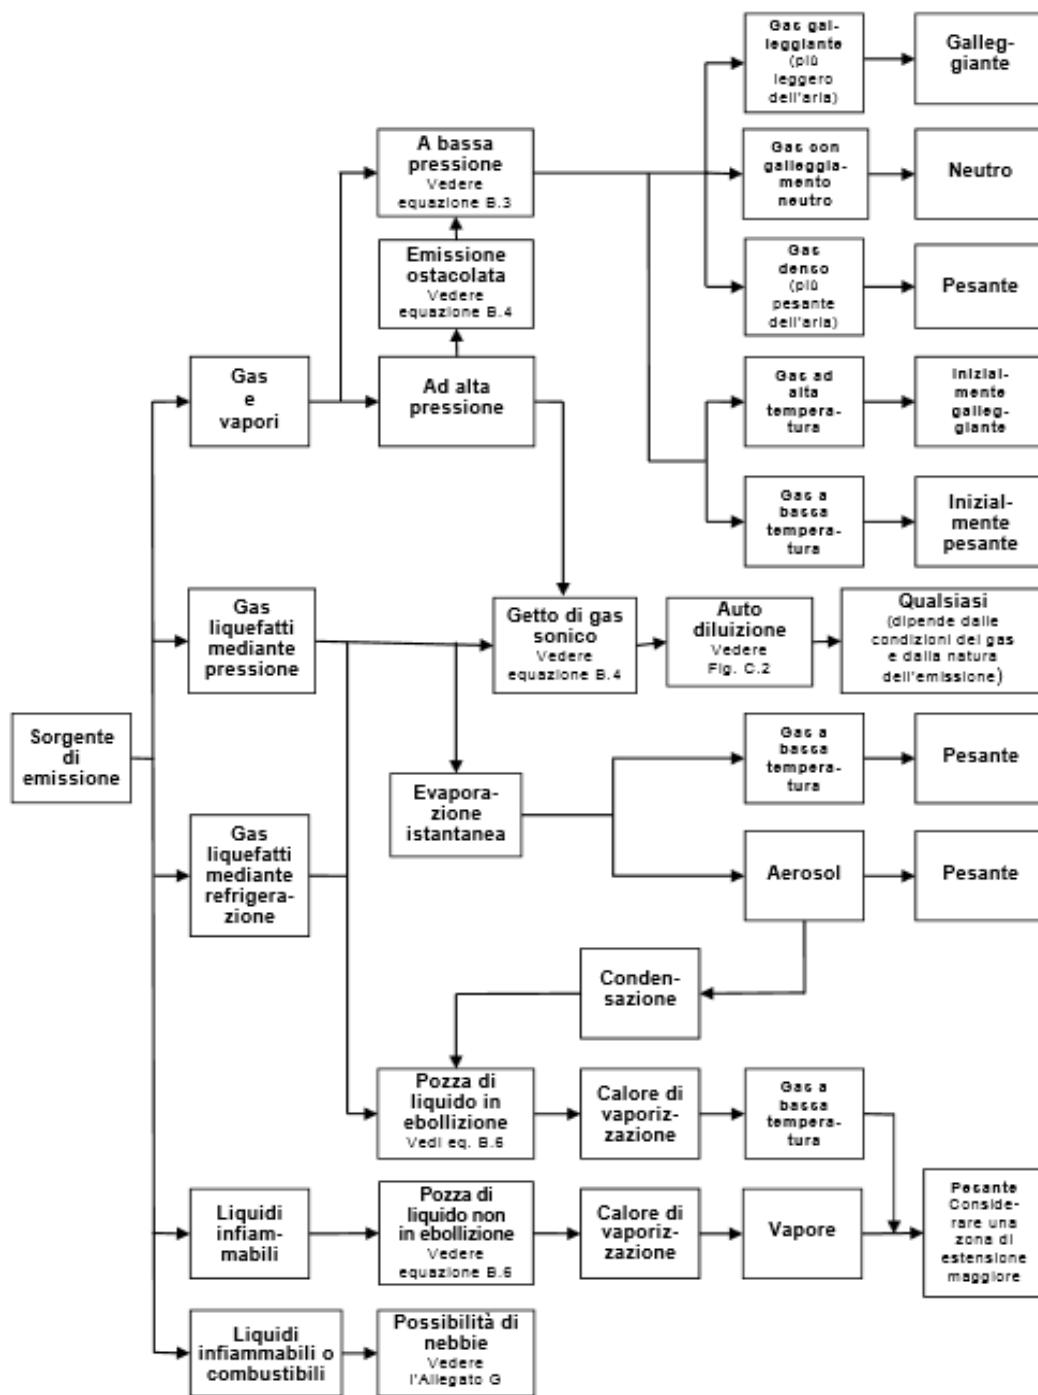 Gas gal-
leggiante
(più
leggero
dell'aria)
Galleg-
giante
A bassa
pressione
Vedere
equazione B.3
Gas con
galleggia-
mento
neutro
Neutro
Emissione
ostacolata
Vedere
equazione B.4
Gas
denso
(più
pesante
dell'aria)
Pesante
Gas
e
vapori
Ad alta
pressione
Gas ad
alta
tempera-
tura
Inizial-
mente
galleg-
giante
Gas a
bassa
tempera-
tura
Inizial-
mente
pesante
Gas
liquefatti
mediante
pressione
Getto di gas
sonico
Vedere
equazione B.4
Auto
diluizione
Vedere
Fig. C.2
Qualsiasi
(dipende dalle
condizioni del gas
e dalla natura
dell'emissione)
Sorgente
di
emissione
Evapora-
zione
istantanea
Gas a
bassa
tempera-
tura
Pesante
Gas
liquefatti
mediante
refrigera-
zione
Aerosol
Pesante
Conden-
sazione
Pozza di
liquido in
ebollizione
Vedi eq. B.6
Calore di
vaporiz-
zazione
Gas a
bassa
tempera-
tura
Liquidi
infiam-
mabili
Pozza di
liquido non
in ebollizione
Vedere
equazione B.6
Calore di
vaporiz-
zazione
Vapore
Pesante
Conside-
rare una
zona di
estensione
maggiore
Liquidi
infiammabili o
combustibili
Possibilità di
nebbie
Vedere
l'Allegato G